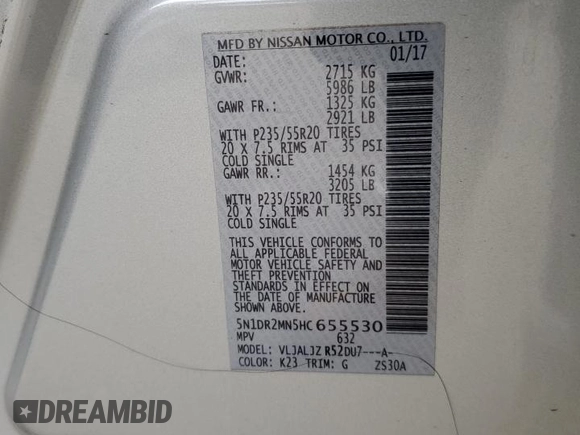 MFD BY NISSAN MOTOR CO., LTD.
DATE: 01/17
GVWR: 2715 KG
5986 LB
GAWR FR.: 1325 KG
2921 LB
WITH P235/55R20 TIRES
20 X 7.5 RIMS AT 35 PSI
COLD SINGLE
GAWR RR.: 1454 KG
3205 LB
WITH P235/55R20 TIRES
20 X 7.5 RIMS AT 35 PSI
COLD SINGLE
THIS VEHICLE CONFORMS TO
ALL APPLICABLE FEDERAL
MOTOR VEHICLE SAFETY AND
THEFT PREVENTION
STANDARDS IN EFFECT ON
THE DATE OF MANUFACTURE
SHOWN ABOVE.
5N1DR2MN5HC655530
MPV 632
MODEL: VLJALJZ R52DU7---A-
COLOR: K23 TRIM: G ZS30A
DREAMBID